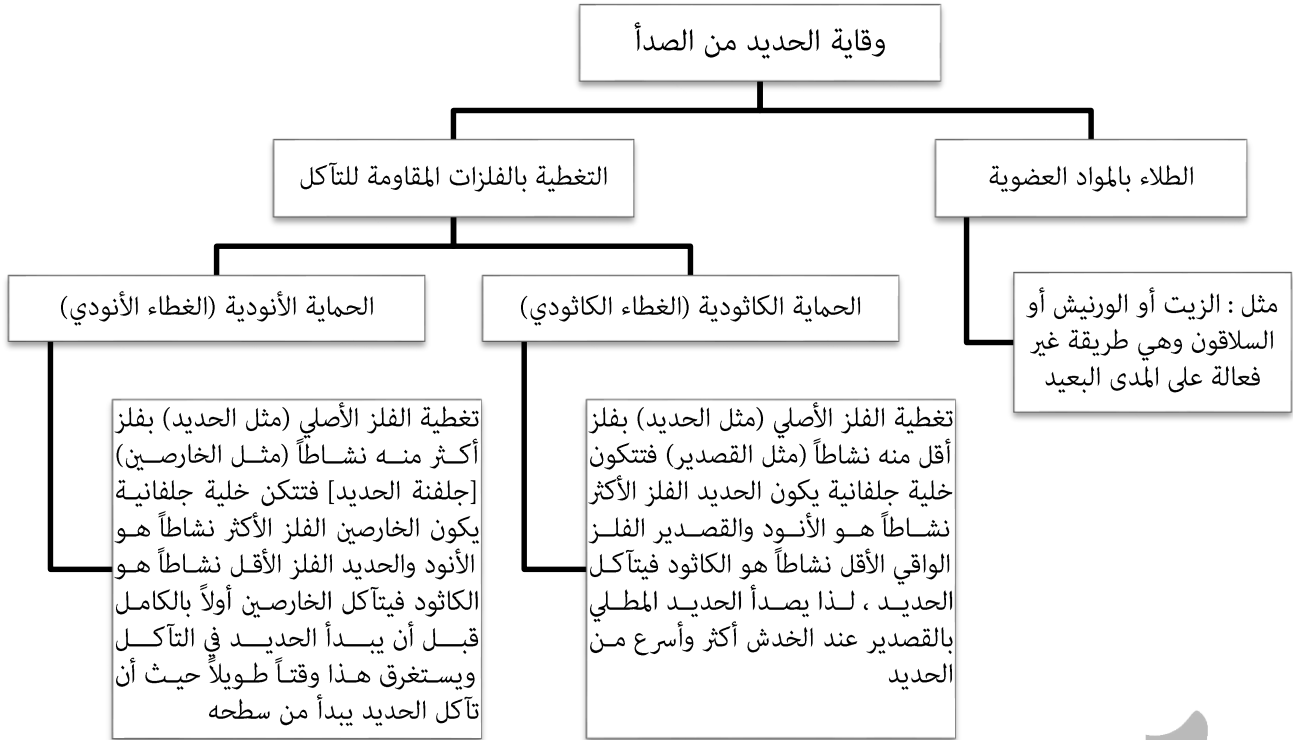 وقاية الحديد من الصدأ
الطلاء بالمواد العضوية
التغطية بالفلزات المقاومة للتآكل
مثل : الزيت أو الورنيش أو
السلاقون وهي طريقة غير
فعالة على المدى البعيد
الحماية الكاثودية (الغطاء الكاثودي)
تغطية الفلز الأصلي (مثل الحديد) بفلز
أقل منه نشاطاً (مثل القصدير) فتتكون
خلية جلفانية يكون الحديد الفلز الأكثر
نشاطاً هو الأنود والقصدير الفلز
الواقي الأقل نشاطاً هو الكاثود فيتآكل
الحديد ، لذا يصدأ الحديد المطلي
بالقصدير عند الخدش أكثر وأسرع من
الحديد
الحماية الأنودية (الغطاء الأنودي)
تغطية الفلز الأصلي (مثل الحديد) بفلز
أكثر منه نشاطاً (مثل الخارصين)
[جلفنة الحديد] فتتكن خلية جلفانية
يكون الخارصين الفلز الأكثر نشاطاً هو
الأنود والحديد الفلز الأقل نشاطاً هو
الكاثود فيتآكل الخارصين أولاً بالكامل
قبل أن يبدأ الحديد في التآكل
ويستغرق هذا وقتاً طويلاً حيث أن
تآكل الحديد يبدأ من سطحه